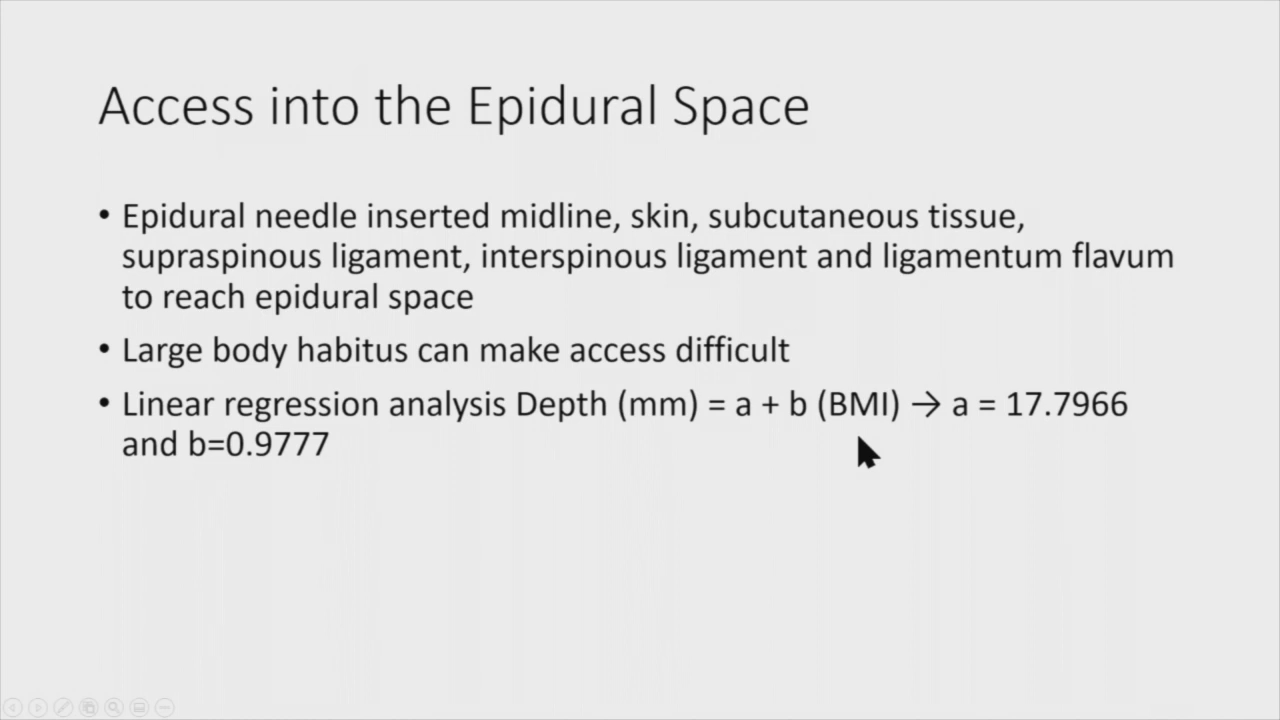 Access into the Epidural Space
• Epidural needle inserted midline, skin, subcutaneous tissue,
supraspinous ligament, interspinous ligament and ligamentum flavum
to reach epidural space
• Large body habitus can make access difficult
• Linear regression analysis Depth (mm) = a + b (BMI) → a = 17.7966
and b=0.9777